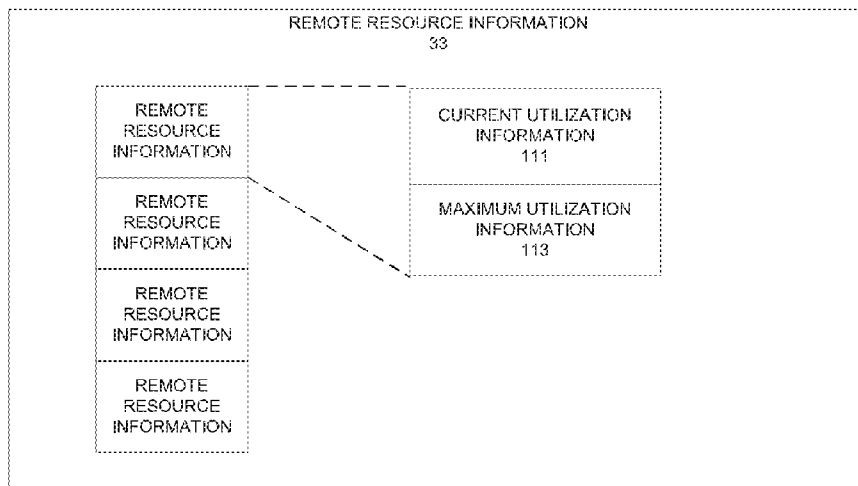 REMOTE RESOURCE INFORMATION
33
REMOTE
RESOURCE
INFORMATION
REMOTE
RESOURCE
INFORMATION
REMOTE
RESOURCE
INFORMATION
REMOTE
RESOURCE
INFORMATION
CURRENT UTILIZATION
INFORMATION
111
MAXIMUM UTILIZATION
INFORMATION
113